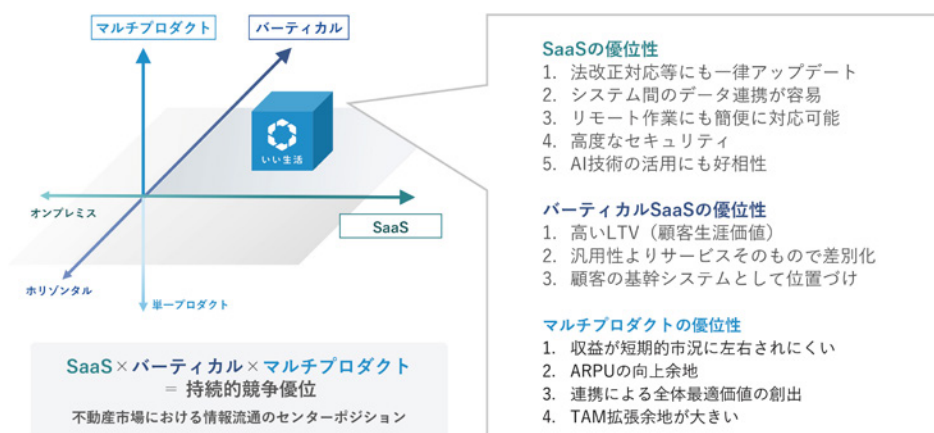 マルチプロダクト
バーティカル
いい生活
オンプレミス
SaaS
ホリゾンタル
単一プロダクト
SaaS×バーティカル×マルチプロダクト
= 持続的競争優位
不動産市場における情報流通のセンターポジション
SaaSの優位性
1. 法改正対応等にも一律アップデート
2. システム間のデータ連携が容易
3. リモート作業にも簡便に対応可能
4. 高度なセキュリティ
5. AI技術の活用にも好相性
バーティカルSaaSの優位性
1. 高いLTV（顧客生涯価値）
2. 汎用性よりサービスそのもので差別化
3. 顧客の基幹システムとして位置づけ
マルチプロダクトの優位性
1. 収益が短期的市況に左右されにくい
2. ARPUの向上余地
3. 連携による全体最適価値の創出
4. TAM拡張余地が大きい